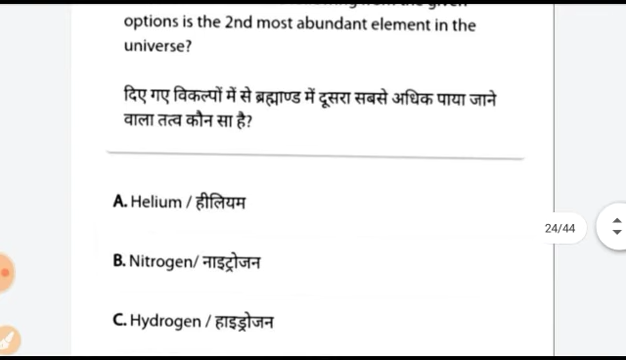 options is the 2nd most abundant element in the
universe?
दिए गए विकल्पों में से ब्रह्माण्ड में दूसरा सबसे अधिक पाया जाने
वाला तत्व कौन सा है?
A. Helium / हीलियम
24/44
B. Nitrogen/ नाइट्रोजन
C. Hydrogen / हाइड्रोजन